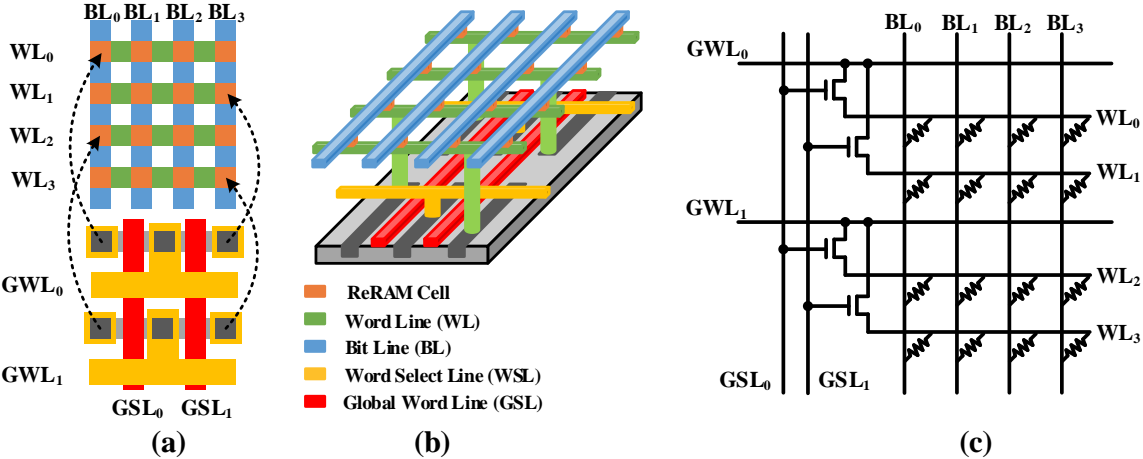 BL₀ BL₁ BL₂ BL₃
WL₀
WL₁
WL₂
WL₃
GWL₀
GWL₁
GSL₀ GSL₁
(a)
ReRAM Cell
Word Line (WL)
Bit Line (BL)
Word Select Line (WSL)
Global Word Line (GSL)
(b)
BL₀ BL₁ BL₂ BL₃
GWL₀
WL₀
WL₁
GWL₁
WL₂
WL₃
GSL₀ GSL₁
(c)